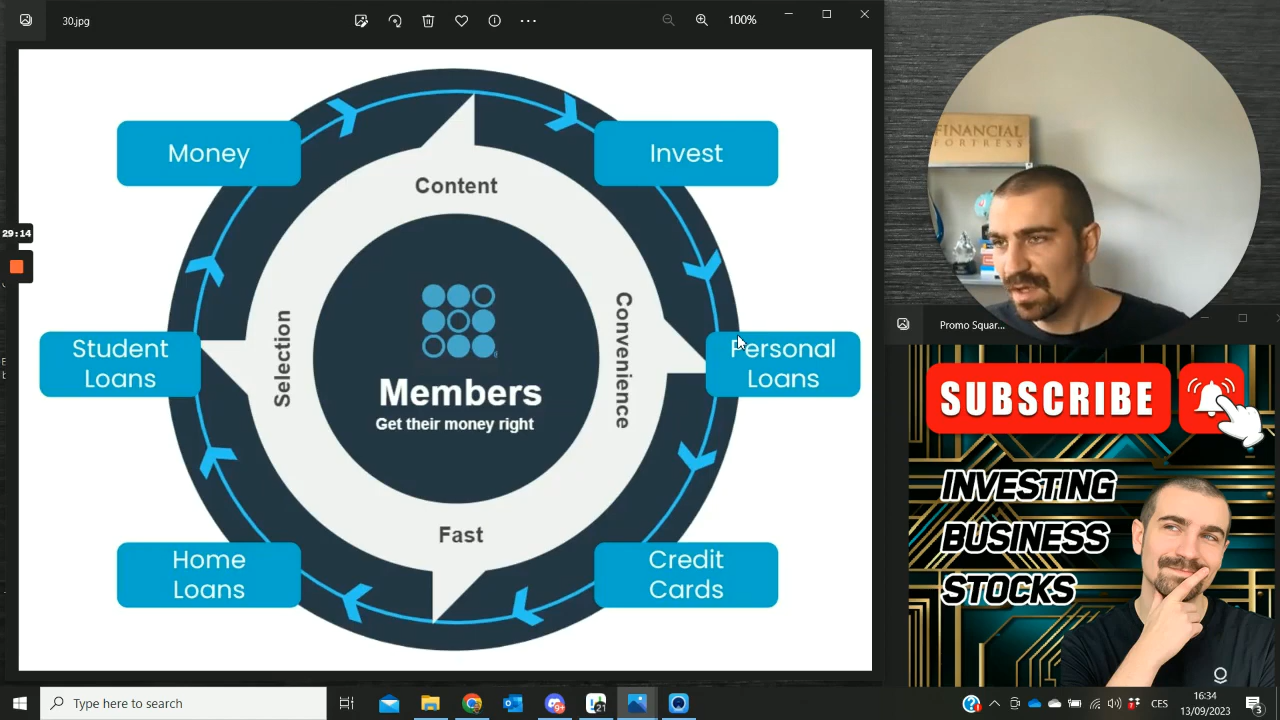 30.jpg
100%
Money
Invest
Content
Student
Loans
Selection
Convenience
Personal
Loans
Members
Get their money right
Fast
Home
Loans
Credit
Cards
29:14
FINANCIAL
FORTRESS
Promo Squar...
SUBSCRIBE
INVESTING
BUSINESS
STOCKS
Type here to search
21
CES
16:34
13/09/2023
3